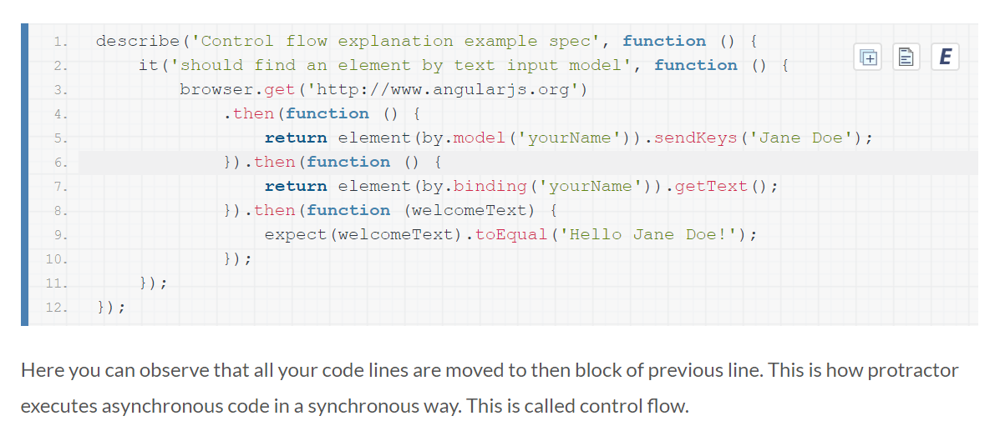 1. describe('Control flow explanation example spec', function () {
2. it('should find an element by text input model', function () {
3. browser.get('http://www.angularjs.org')
4. .then(function () {
5. return element(by.model('yourName')).sendKeys('Jane Doe');
6. }).then(function () {
7. return element(by.binding('yourName')).getText();
8. }).then(function (welcomeText) {
9. expect(welcomeText).toEqual('Hello Jane Doe!');
10. });
11. });
12. });
E
Here you can observe that all your code lines are moved to then block of previous line. This is how protractor
executes asynchronous code in a synchronous way. This is called control flow.